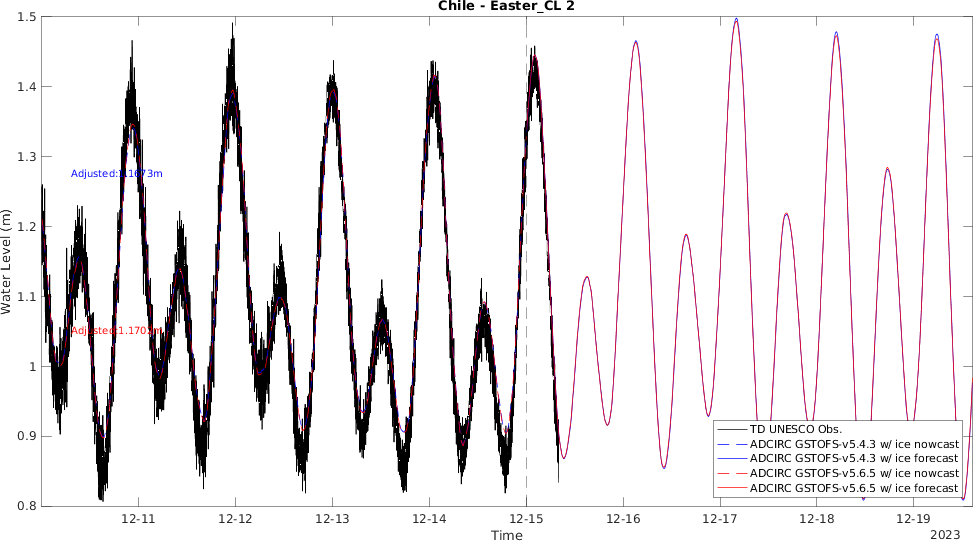 Chile - Easter_CL 2
1.5
1.4
1.3
1.2
1.1
1
0.9
0.8
Water Level (m)
Adjusted:1.1673m
Adjusted:1.1703m
TD UNESCO Obs.
ADCIRC GSTOFS-v5.4.3 w/ ice nowcast
ADCIRC GSTOFS-v5.4.3 w/ ice forecast
ADCIRC GSTOFS-v5.6.5 w/ ice nowcast
ADCIRC GSTOFS-v5.6.5 w/ ice forecast
12-11 12-12 12-13 12-14 12-15 12-16 12-17 12-18 12-19
Time
2023